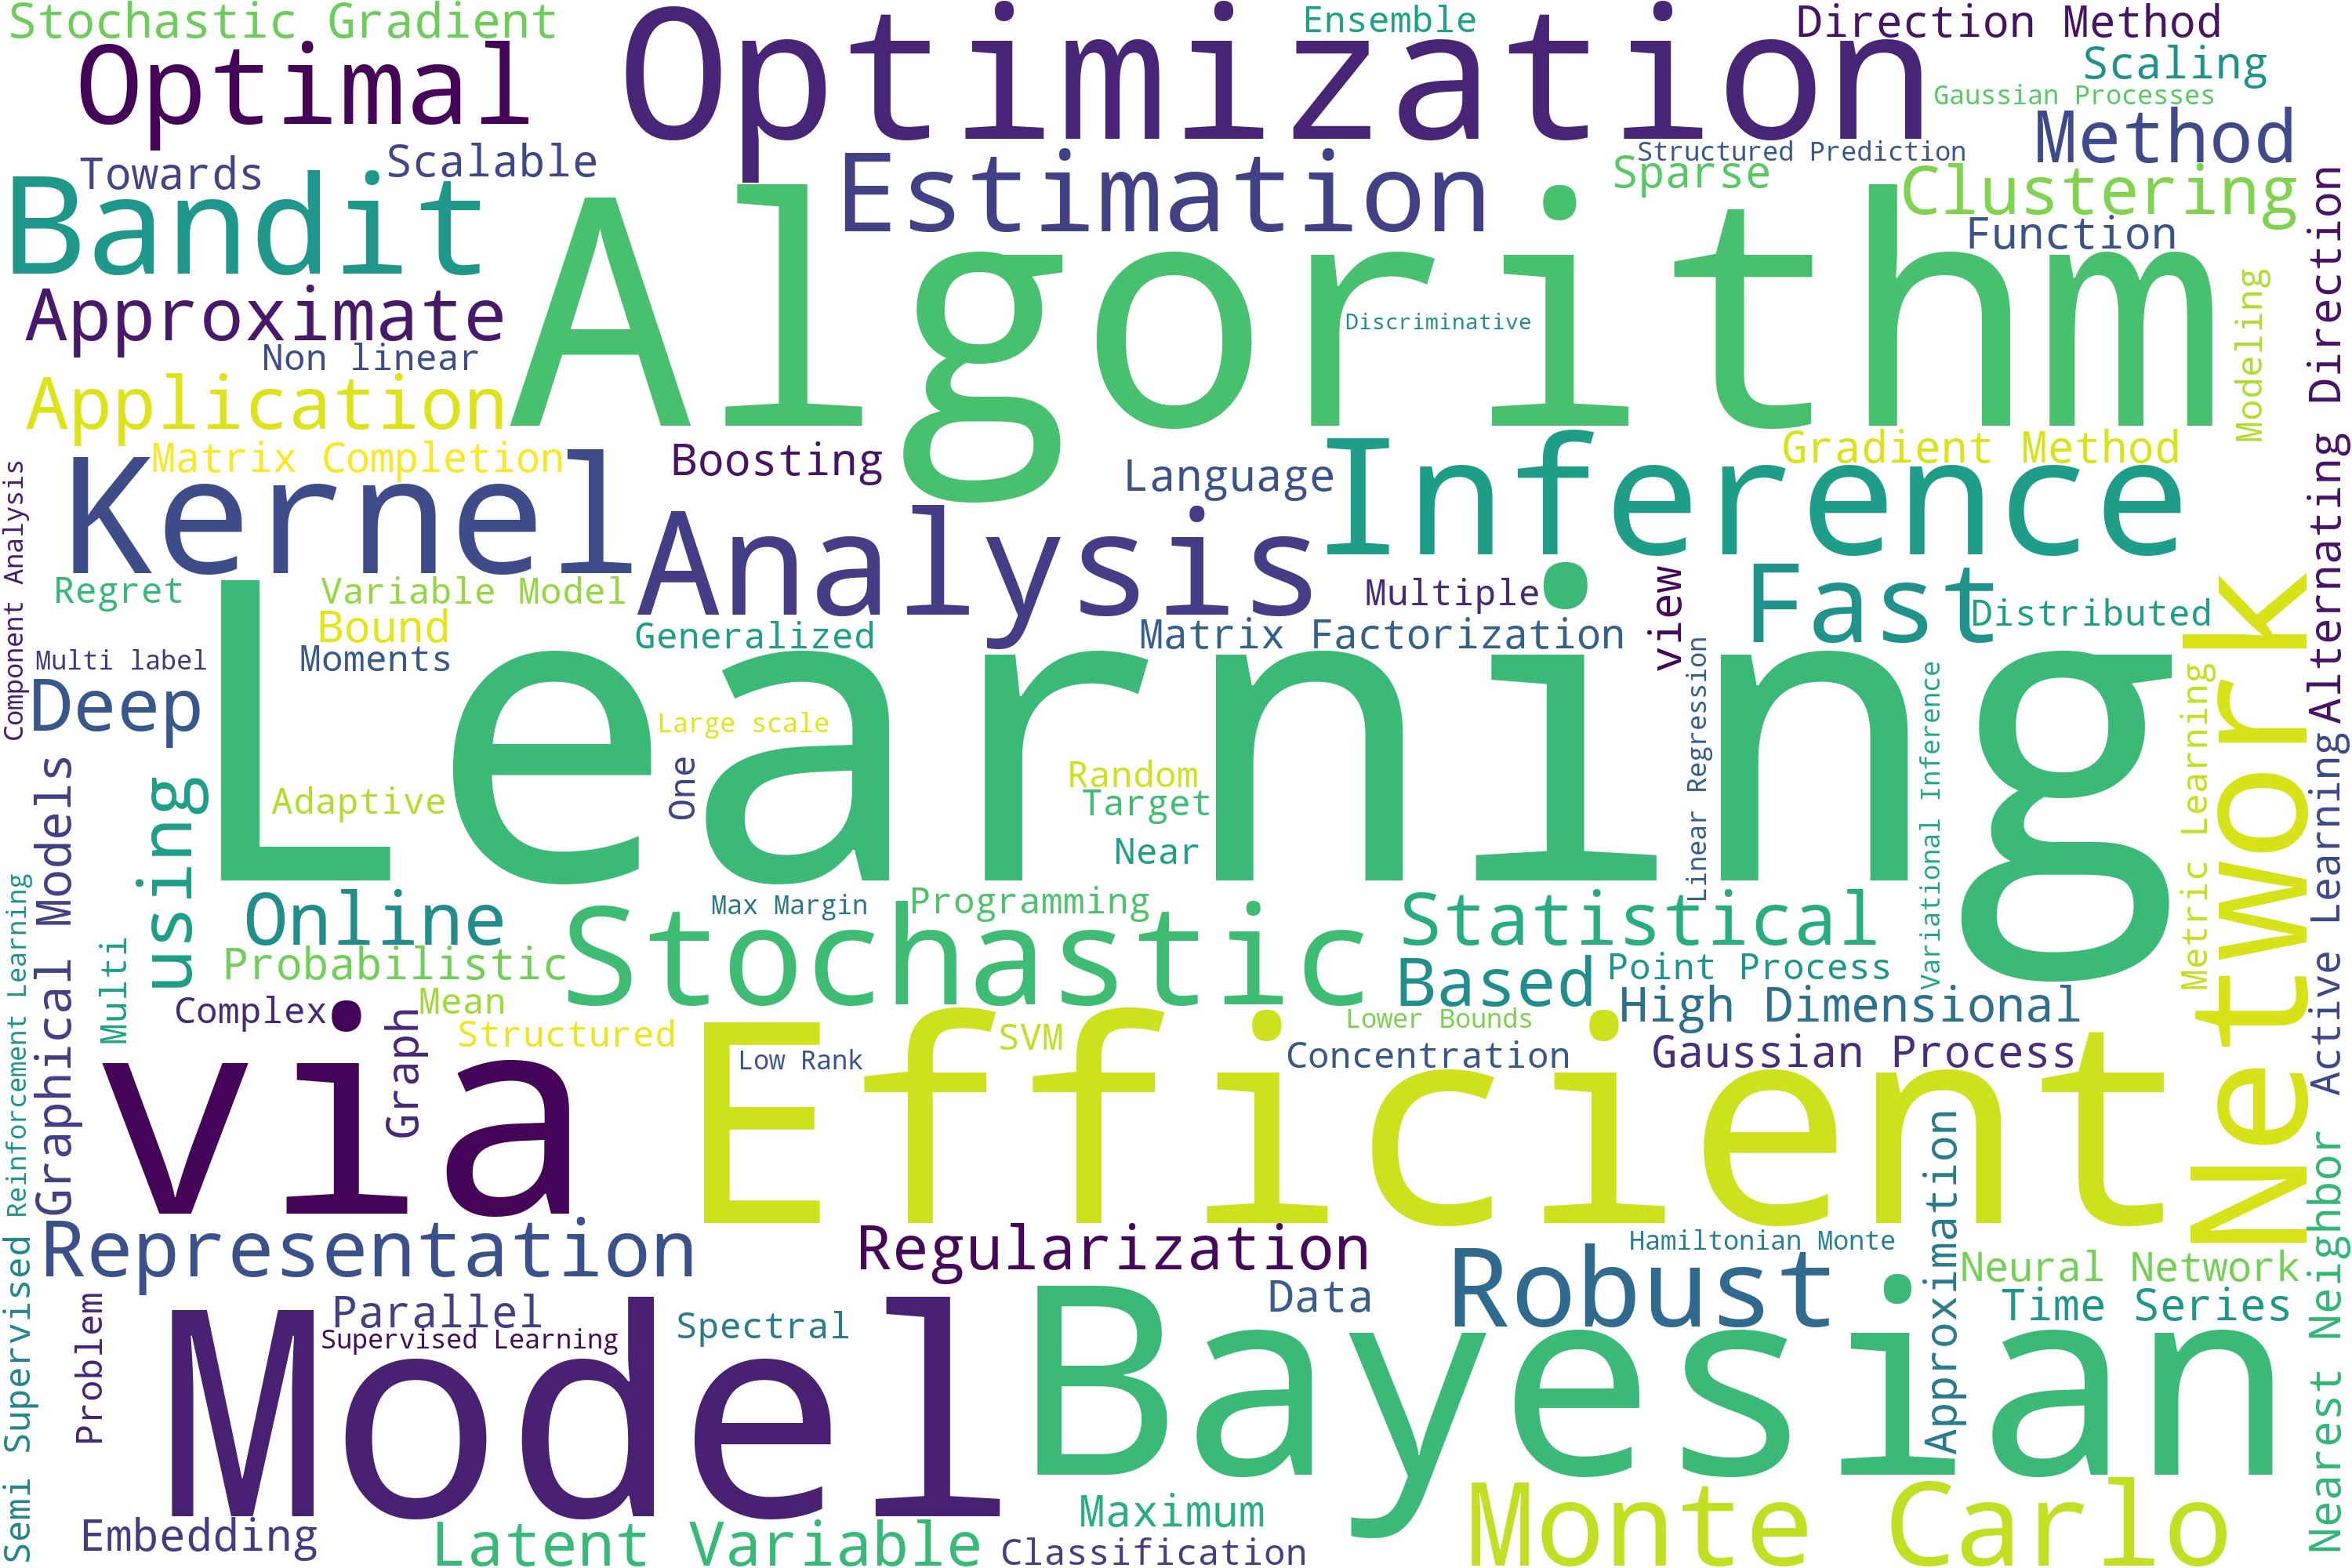 Stochastic Gradient
Optimization
Ensemble
Direction Method
Optimal
Scaling
Gaussian Processes
Method
Towards
Scalable
Estimation
Structured Prediction
Sparse
Clustering
Bandit
Algorithm
Function
Alternating Direction
Approximate
Discriminative
Modeling
Non linear
Application
Matrix Completion
Boosting
Language
Inference
Gradient Method
Kernel
Component Analysis
Analysis
Regret
Variable Model
Multiple
view
Fast
Distributed
Bound
Generalized
Matrix Factorization
Network
Multi label
Moments
Deep
Learning
Large scale
Linear Regression
Variational Inference
Metric Learning
Active Learning
Graphical Models
using
Adaptive
One
Random
Target
Near
Reinforcement Learning
Online
Max Margin
Programming
Stochastic
Statistical
Multi
Probabilistic
Based
Point Process
Complex
Mean
High Dimensional
via
Graph
Structured
Efficient
Low Rank
SVM
Lower Bounds
Concentration
Gaussian Process
Approximation
Nearest Neighbor
Semi Supervised
Representation
Regularization
Robust
Hamiltonian Monte
Neural Network
Problem
Parallel
Supervised Learning
Spectral
Data
Time Series
Model
Bayesian
Embedding
Latent Variable
Maximum
Classification
Monte Carlo